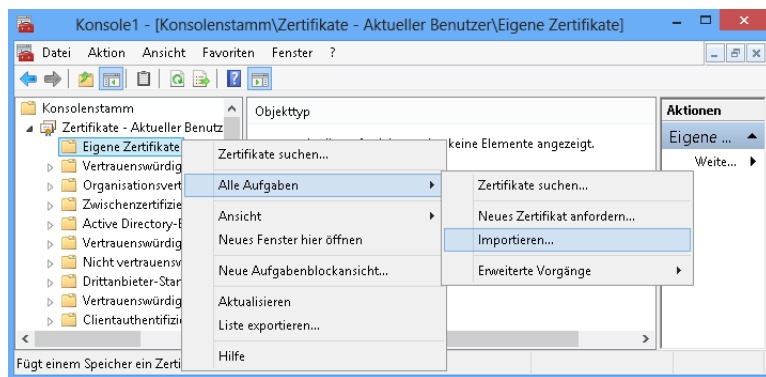 Konsole1 - [Konsolenstamm\Zertifikate - Aktueller Benutzer\Eigene Zertifikate]
Datei Aktion Ansicht Favoriten Fenster ?
Konsolenstamm
Zertifikate - Aktueller Benutz
Eigene Zertifikate
Vertrauenswürdig
Organisationsvert
Zwischenzertifizie
Active Directory-B
Vertrauenswürdig
Nicht vertrauensw
Drittanbieter-Star
Vertrauenswürdig
Clientauthentifizi
Objekttyp
keine Elemente angezeigt.
Zertifikate suchen...
Alle Aufgaben
Ansicht
Neues Fenster hier öffnen
Neue Aufgabenblockansicht...
Aktualisieren
Liste exportieren...
Hilfe
Zertifikate suchen...
Neues Zertifikat anfordern...
Importieren...
Erweiterte Vorgänge
Aktionen
Eigene ...
Weite...
Fügt einem Speicher ein Zerti